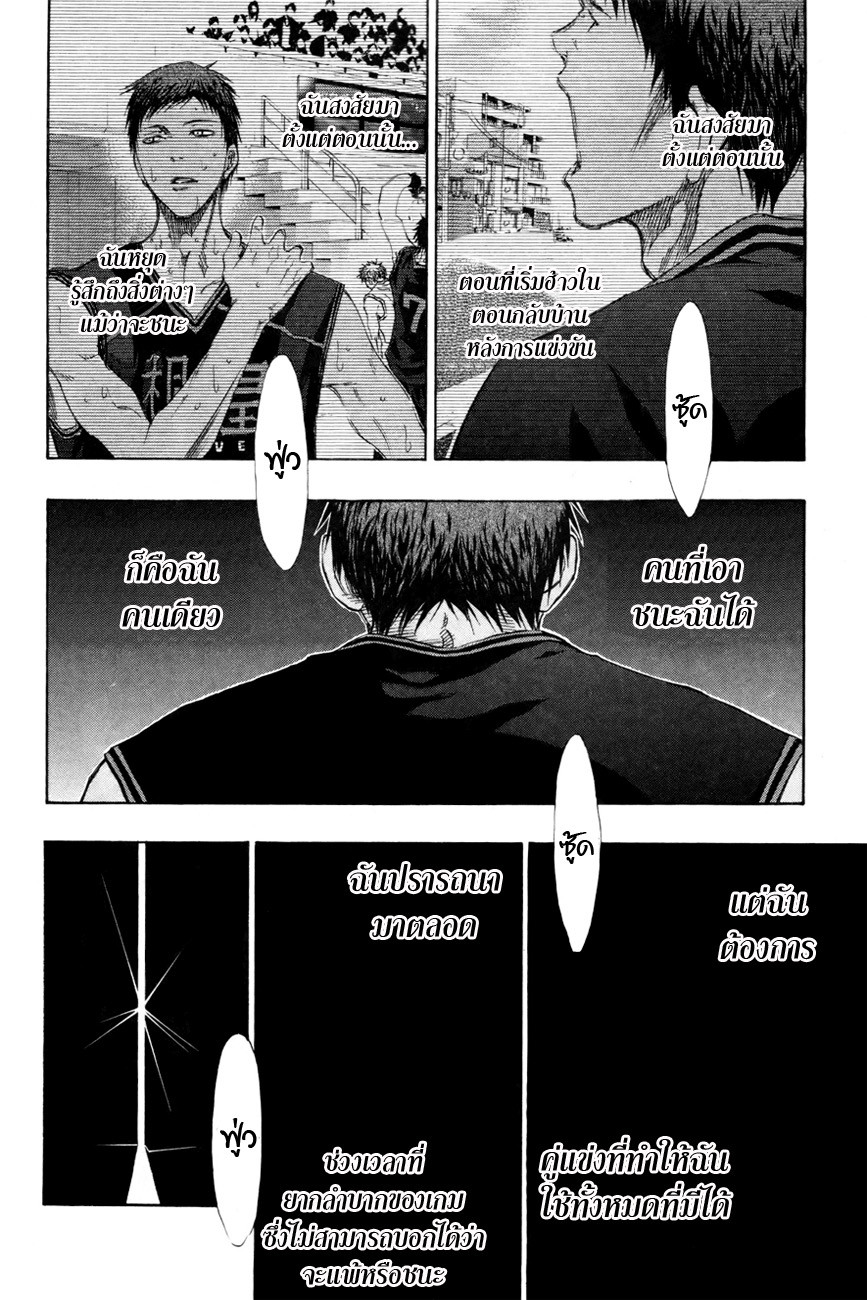 ฉันสงสัยมา
ตั้งแต่ตอนนั้น
ตอนที่เริ่มฮ้าวใน
ตอนกลับบ้าน
หลังการแข่งขัน
ซู้ด
ฉันสงสัยมา
ตั้งแต่ตอนนั้น...
ฉันหยุด
รู้สึกถึงสิ่งต่างๆ
แม้ว่าจะชนะ
7
桐皇
UE
ฟู่ว
คนที่เอา
ชนะฉันได้
ก็คือฉัน
คนเดียว
ซู้ด
แต่ฉัน
ต้องการ
คู่แข่งที่ทำให้ฉัน
ใช้ทั้งหมดที่มีได้
ฉันปรารถนา
มาตลอด
ช่วงเวลาที่
ยากลำบากของเกม
ซึ่งไม่สามารถบอกได้ว่า
จะแพ้หรือชนะ
ฟู่ว